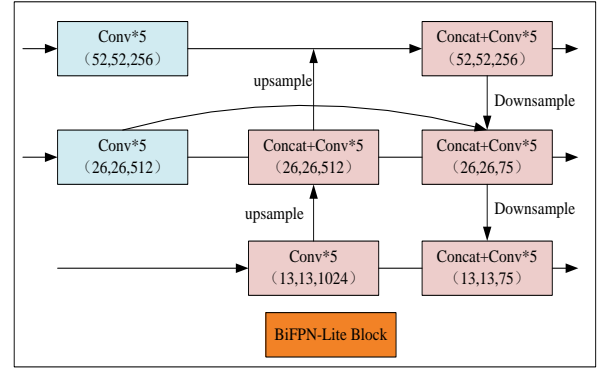 Conv*5
（52,52,256）
Concat+Conv*5
（52,52,256）
upsample
Downsample
Conv*5
（26,26,512）
Concat+Conv*5
（26,26,512）
Concat+Conv*5
（26,26,75）
upsample
Downsample
Conv*5
（13,13,1024）
Concat+Conv*5
（13,13,75）
BiFPN-Lite Block